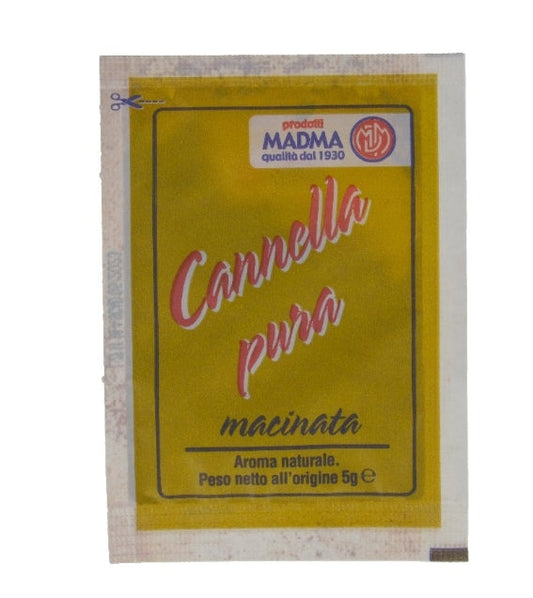 prodotti
MADMA
qualità dal 1930
Cannella
pura
macinata
Aroma naturale.
Peso netto all'origine 5g ℮